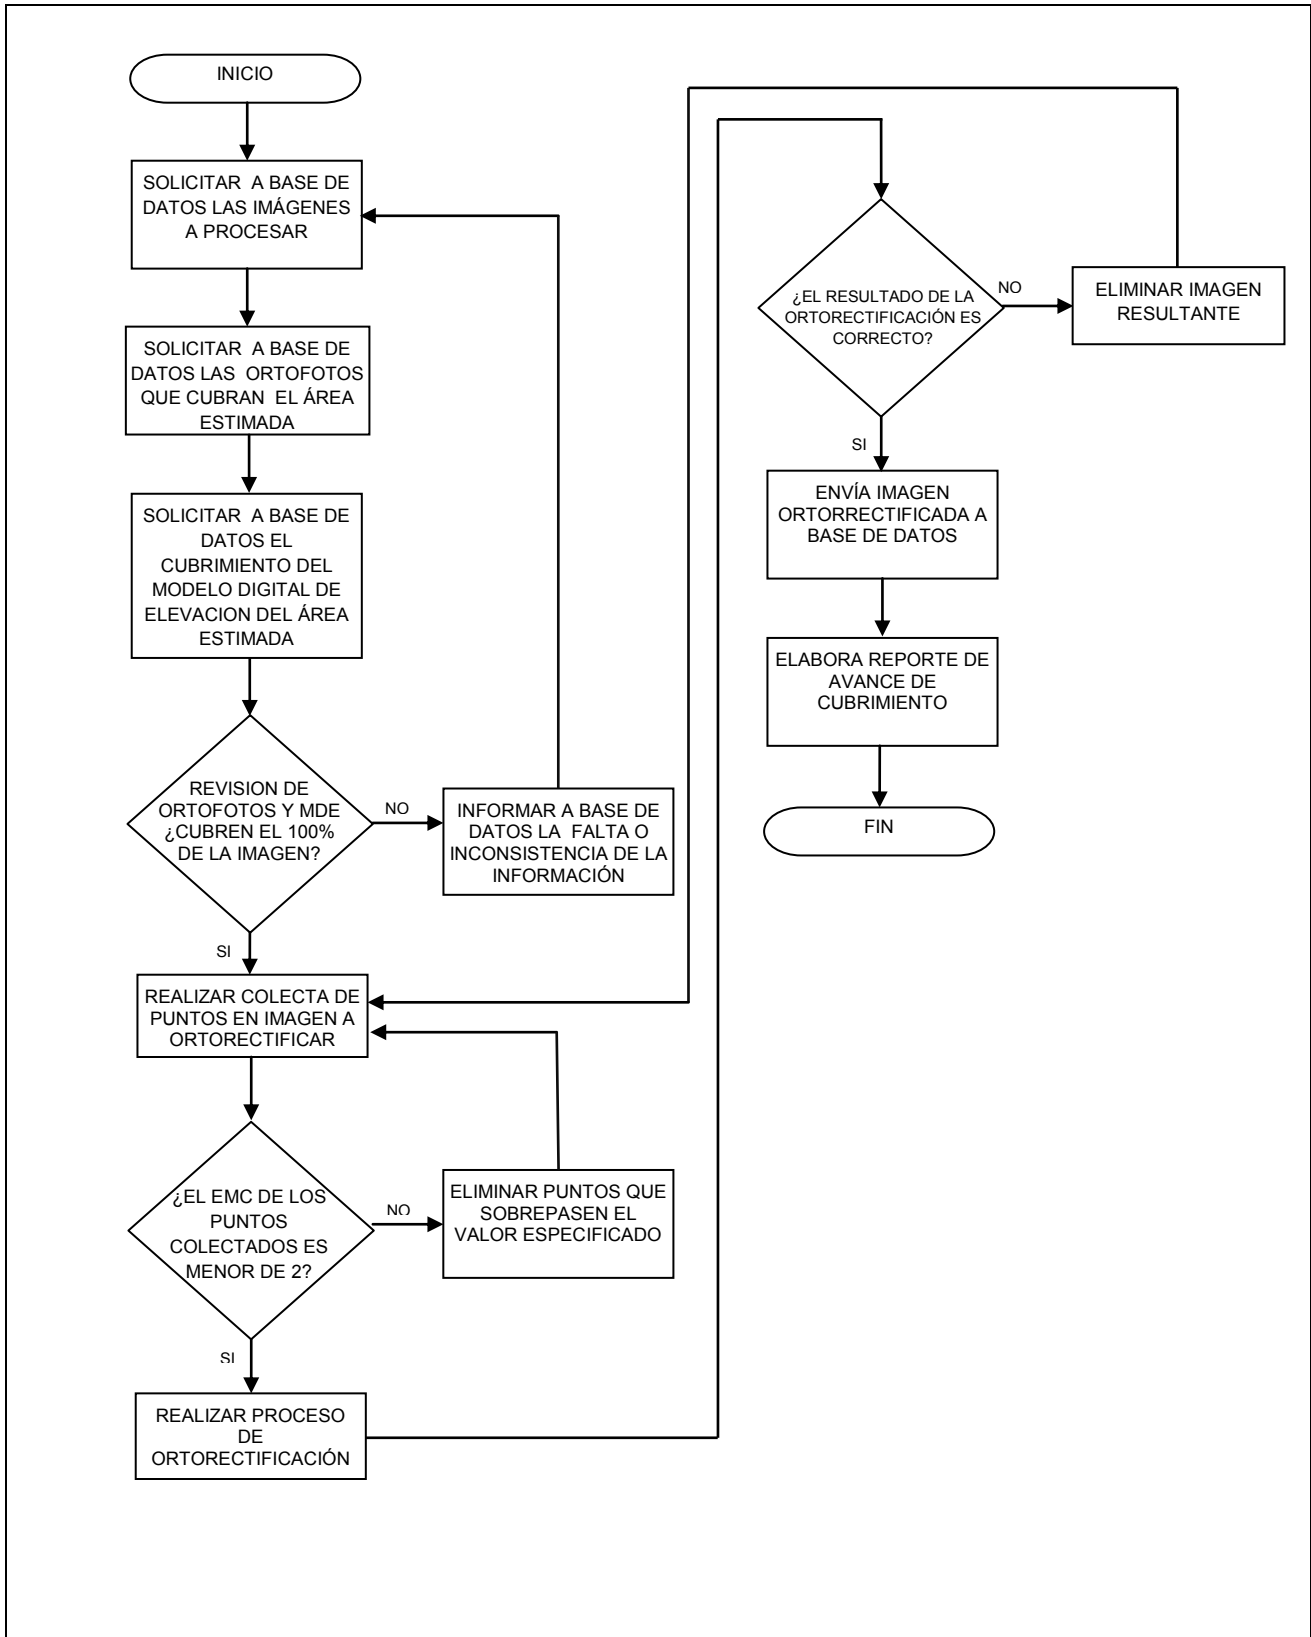 INICIO
SOLICITAR A BASE DE
DATOS LAS IMÁGENES
A PROCESAR
SOLICITAR A BASE DE
DATOS LAS ORTOFOTOS
QUE CUBRAN EL ÁREA
ESTIMADA
SOLICITAR A BASE DE
DATOS EL
CUBRIMIENTO DEL
MODELO DIGITAL DE
ELEVACION DEL ÁREA
ESTIMADA
REVISION DE
ORTOFOTOS Y MDE
¿CUBREN EL 100%
DE LA IMAGEN?
NO
INFORMAR A BASE DE
DATOS LA FALTA O
INCONSISTENCIA DE LA
INFORMACIÓN
SI
REALIZAR COLECTA DE
PUNTOS EN IMAGEN A
ORTORECTIFICAR
¿EL EMC DE LOS
PUNTOS
COLECTADOS ES
MENOR DE 2?
NO
ELIMINAR PUNTOS QUE
SOBREPASEN EL
VALOR ESPECIFICADO
SI
REALIZAR PROCESO
DE
ORTORECTIFICACIÓN
¿EL RESULTADO DE LA
ORTORECTIFICACIÓN ES
CORRECTO?
NO
ELIMINAR IMAGEN
RESULTANTE
SI
ENVÍA IMAGEN
ORTORRECTIFICADA A
BASE DE DATOS
ELABORA REPORTE DE
AVANCE DE
CUBRIMIENTO
FIN